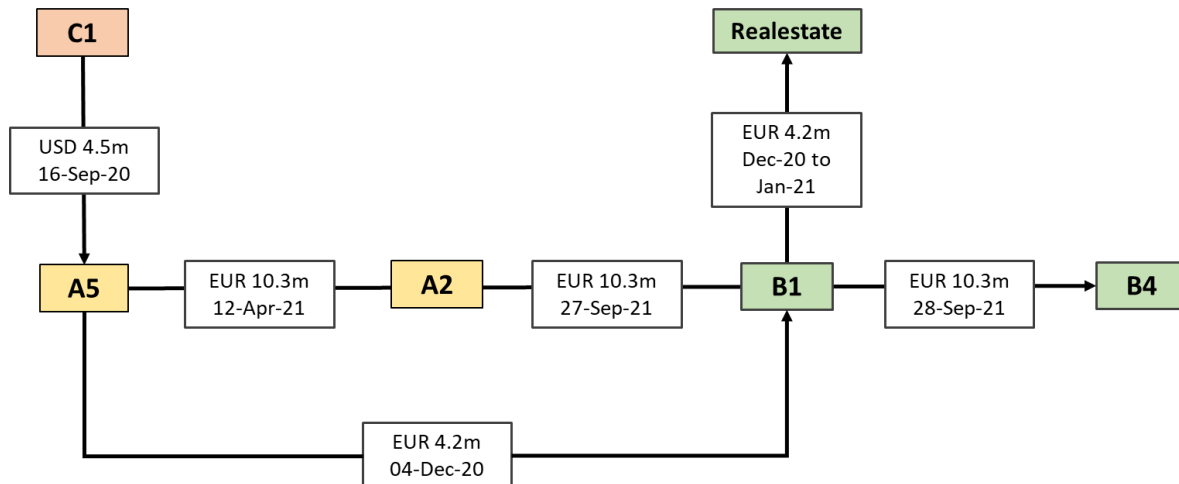 C1
Realestate
USD 4.5m
16-Sep-20
EUR 4.2m
Dec-20 to
Jan-21
A5
EUR 10.3m
12-Apr-21
A2
EUR 10.3m
27-Sep-21
B1
EUR 10.3m
28-Sep-21
B4
EUR 4.2m
04-Dec-20